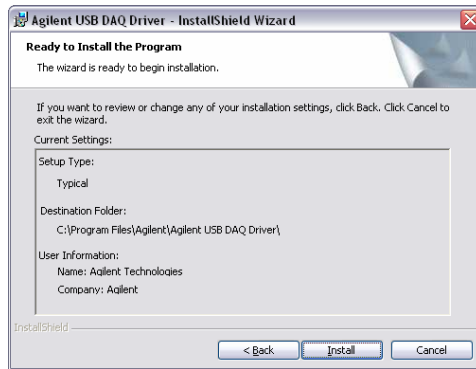 Agilent USB DAQ Driver - InstallShield Wizard
Ready to Install the Program
The wizard is ready to begin installation.
If you want to review or change any of your installation settings, click Back. Click Cancel to
exit the wizard.
Current Settings:
Setup Type:
Typical
Destination Folder:
C:\Program Files\Agilent\Agilent USB DAQ Driver\
User Information:
Name: Agilent Technologies
Company: Agilent
InstallShield
< Back
Install
Cancel